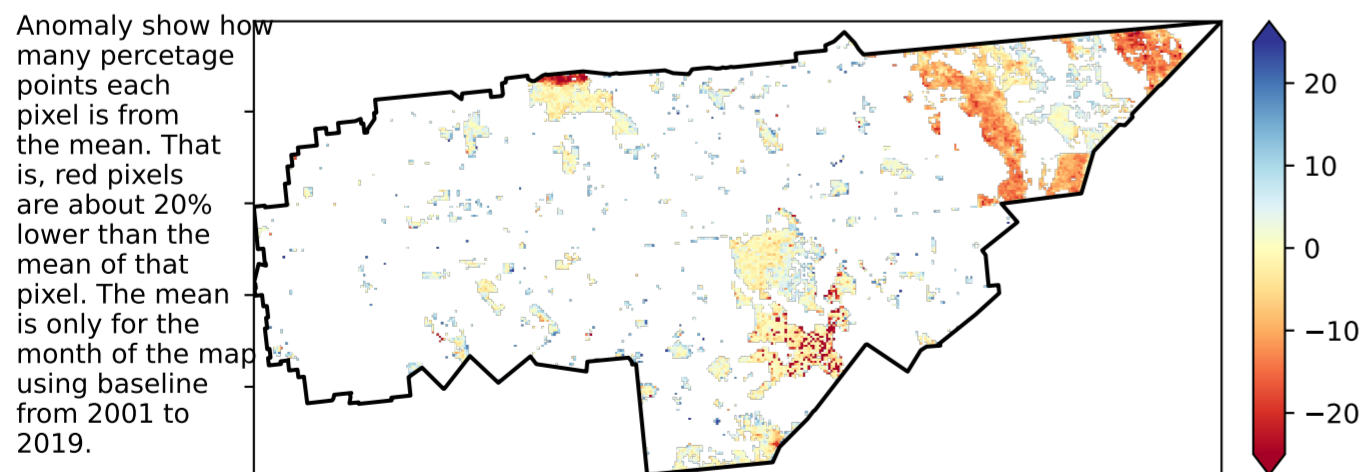 Anomaly show how
many percetage
points each
pixel is from
the mean. That
is, red pixels
are about 20%
lower than the
mean of that
pixel. The mean
is only for the
month of the map
using baseline
from 2001 to
2019.
20
10
0
−10
−20